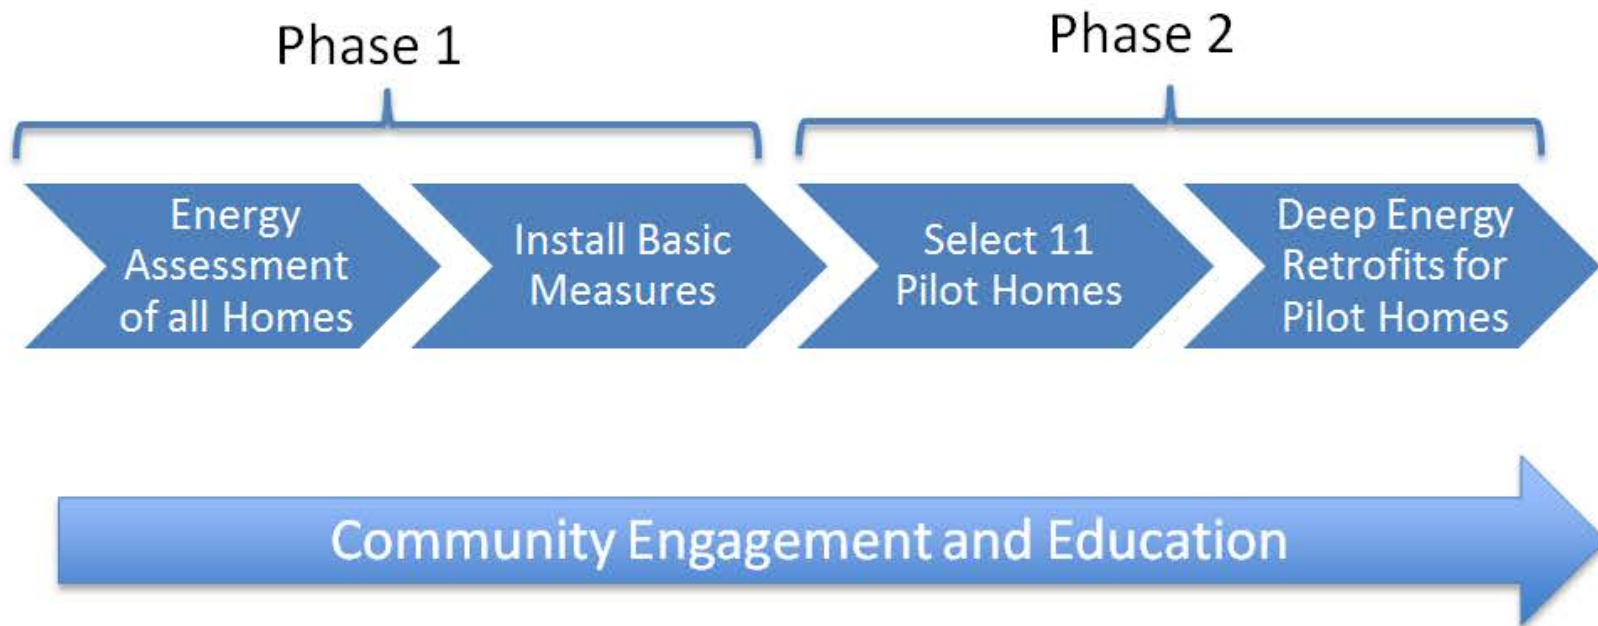 Phase 1
Phase 2
Energy
Assessment
of all Homes
Install Basic
Measures
Select 11
Pilot Homes
Deep Energy
Retrofits for
Pilot Homes
Community Engagement and Education